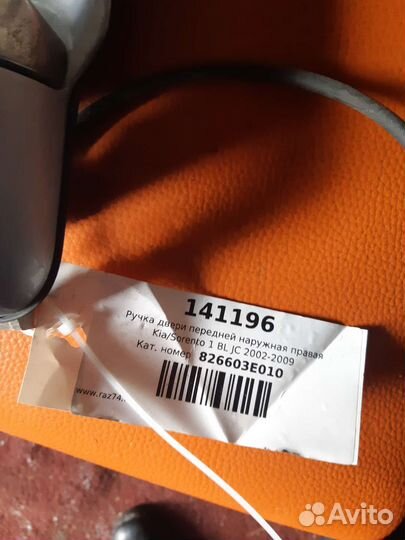 141196
Ручка двери передней наружная правая
Kia/Sorento 1 BL JC 2002-2009
Кат. номер 826603E010
www.raz74.
Avito